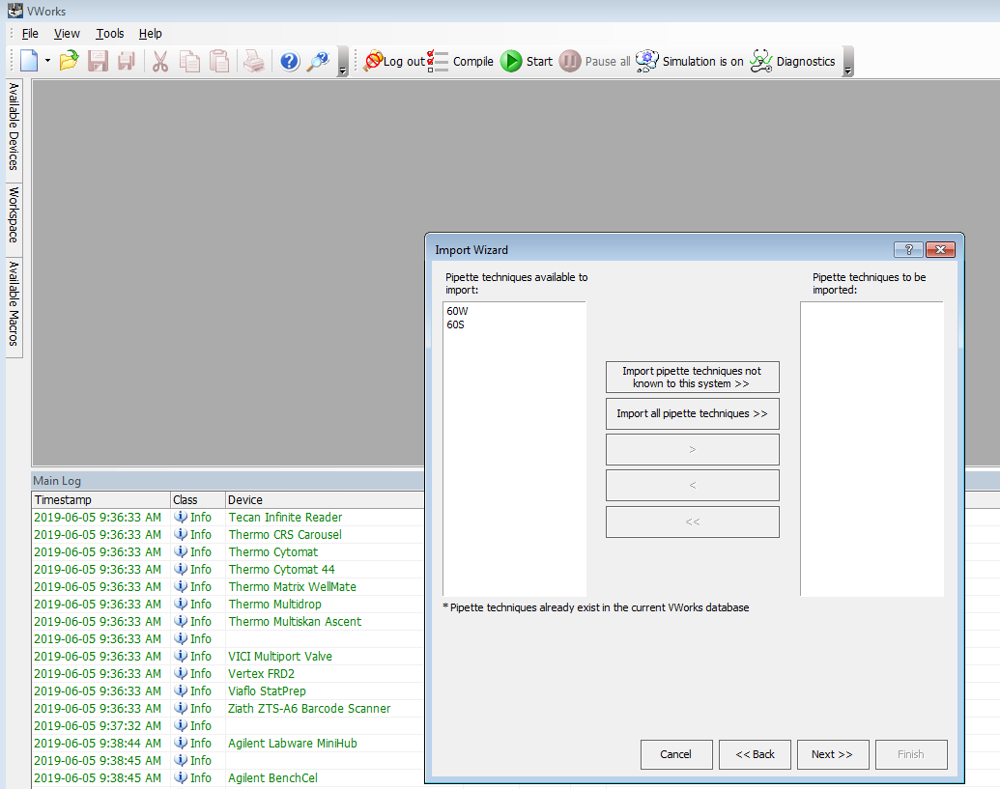 VWorks
File View Tools Help
Log out Compile Start Pause all Simulation is on Diagnostics
Available Devices
Workspace
Available Macros
Import Wizard
Pipette techniques available to
import:
60W
60S
Import pipette techniques not
known to this system >>
Import all pipette techniques >>
>
<
<<
Pipette techniques to be
imported:
* Pipette techniques already exist in the current VWorks database
Cancel << Back Next >> Finish
Main Log
Timestamp Class Device
2019-06-05 9:36:33 AM Info Tecan Infinite Reader
2019-06-05 9:36:33 AM Info Thermo CRS Carousel
2019-06-05 9:36:33 AM Info Thermo Cytomat
2019-06-05 9:36:33 AM Info Thermo Cytomat 44
2019-06-05 9:36:33 AM Info Thermo Matrix WellMate
2019-06-05 9:36:33 AM Info Thermo Multidrop
2019-06-05 9:36:33 AM Info Thermo Multiskan Ascent
2019-06-05 9:36:33 AM Info
2019-06-05 9:36:33 AM Info VICI Multiport Valve
2019-06-05 9:36:33 AM Info Vertex FRD2
2019-06-05 9:36:33 AM Info Viaflo StatPrep
2019-06-05 9:36:33 AM Info Ziath ZTS-A6 Barcode Scanner
2019-06-05 9:37:32 AM Info
2019-06-05 9:38:44 AM Info Agilent Labware MiniHub
2019-06-05 9:38:45 AM Info
2019-06-05 9:38:45 AM Info Agilent BenchCel